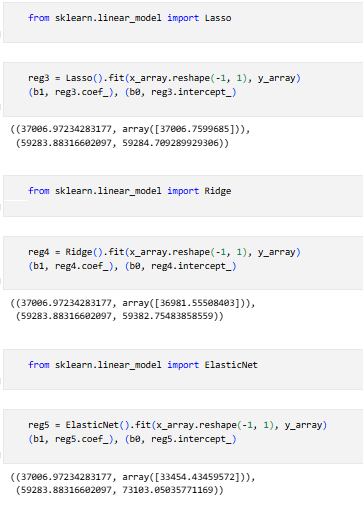 from sklearn.linear_model import Lasso
reg3 = Lasso().fit(x_array.reshape(-1, 1), y_array)
(b1, reg3.coef_), (b0, reg3.intercept_)
((37006.97234283177, array([37006.7599685])),
(59283.88316602097, 59284.709289929306))
from sklearn.linear_model import Ridge
reg4 = Ridge().fit(x_array.reshape(-1, 1), y_array)
(b1, reg4.coef_), (b0, reg4.intercept_)
((37006.97234283177, array([36981.55508403])),
(59283.88316602097, 59382.75483858559))
from sklearn.linear_model import ElasticNet
reg5 = ElasticNet().fit(x_array.reshape(-1, 1), y_array)
(b1, reg5.coef_), (b0, reg5.intercept_)
((37006.97234283177, array([33454.43459572])),
(59283.88316602097, 73103.05035771169))